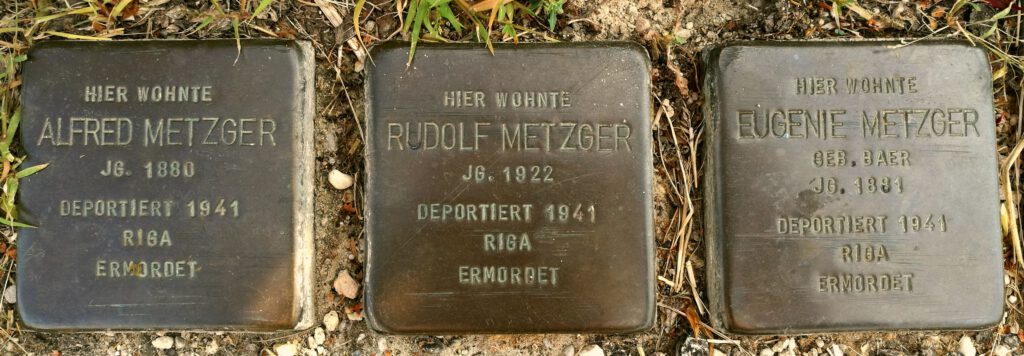 HIER WOHNTE
ALFRED METZGER
JG. 1880
DEPORTIERT 1941
RIGA
ERMORDET
HIER WOHNTE
RUDOLF METZGER
JG. 1922
DEPORTIERT 1941
RIGA
ERMORDET
HIER WOHNTE
EUGENIE METZGER
GEB. BAER
JG. 1881
DEPORTIERT 1941
RIGA
ERMORDET